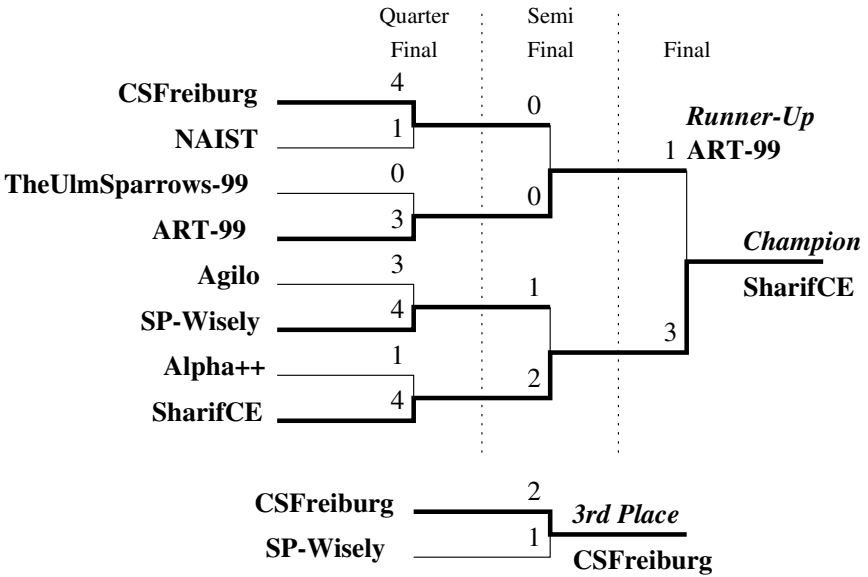 Quarter Semi
Final Final Final
4
CSFreiburg 0
Runner-Up
NAIST 1
1 ART-99
0
TheUlmSparrows-99
0
ART-99 3
Champion
3
Agilo
SharifCE
1
SP-Wisely 4
3
1
Alpha++
2
SharifCE 4
2
CSFreiburg
3rd Place
SP-Wisely 1
CSFreiburg